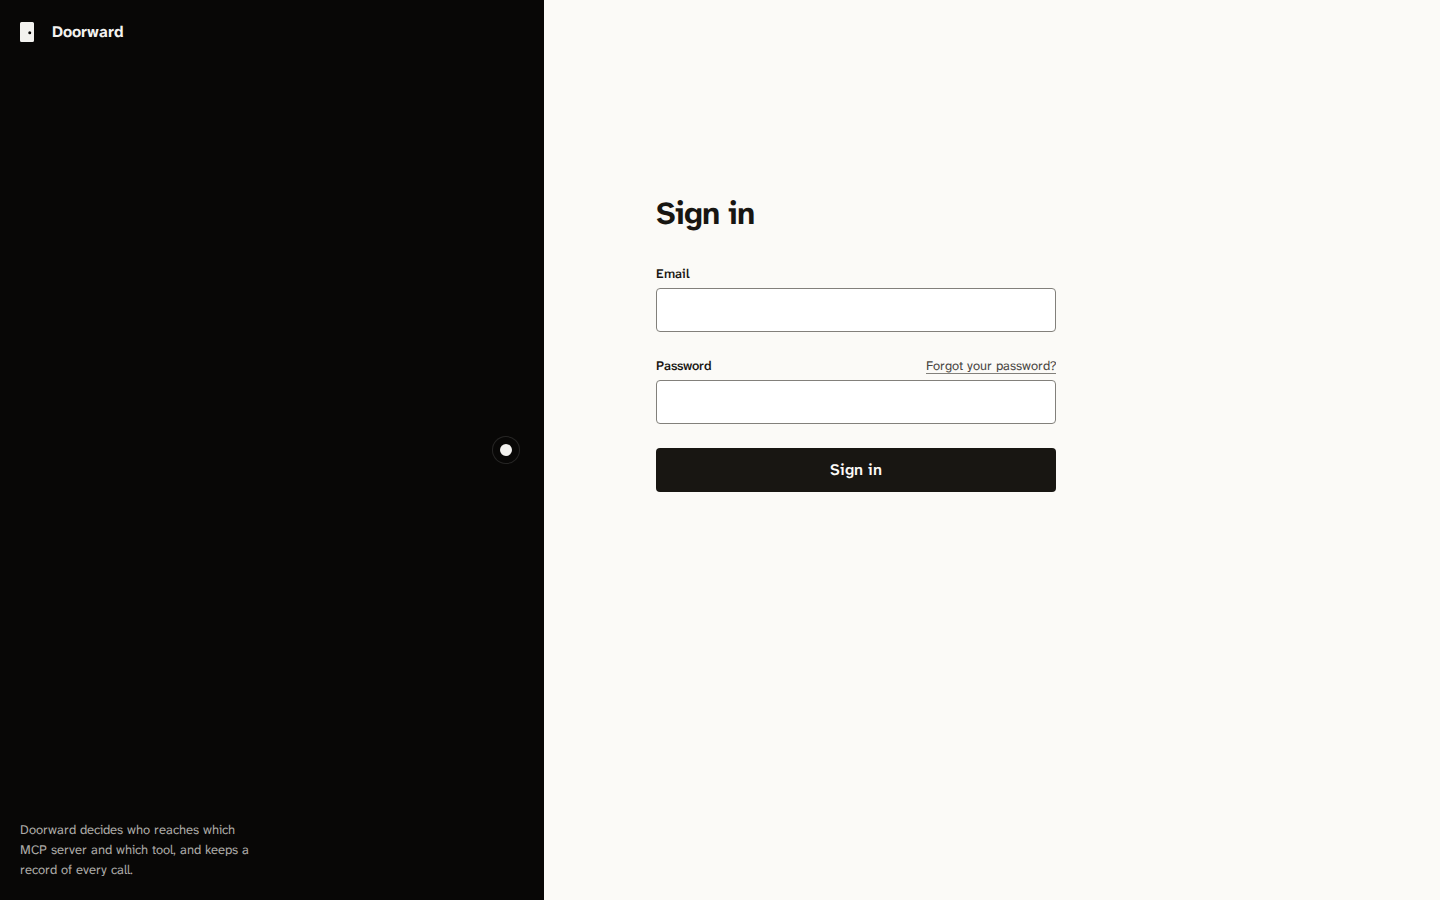 Doorward
Sign in
Email
Password
Forgot your password?
Sign in
Doorward decides who reaches which
MCP server and which tool, and keeps a
record of every call.